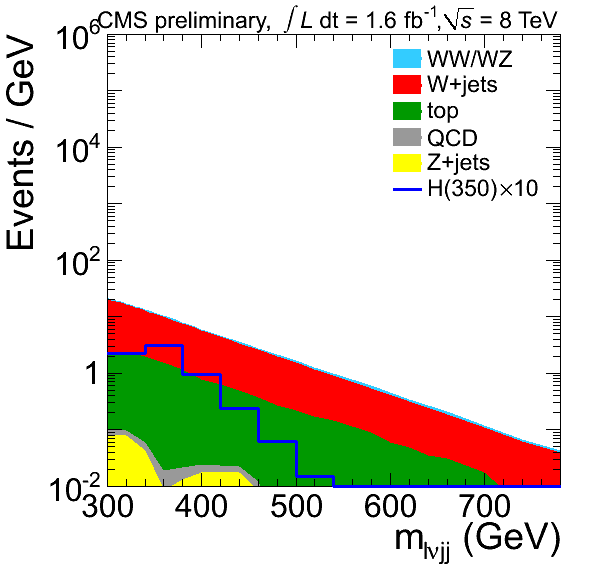 CMS preliminary, ∫ L dt = 1.6 fb⁻¹, √s = 8 TeV
Events / GeV
10⁶
10⁴
10²
1
10⁻²
WW/WZ
W+jets
top
QCD
Z+jets
H(350)×10
300 400 500 600 700
m_lνjj (GeV)